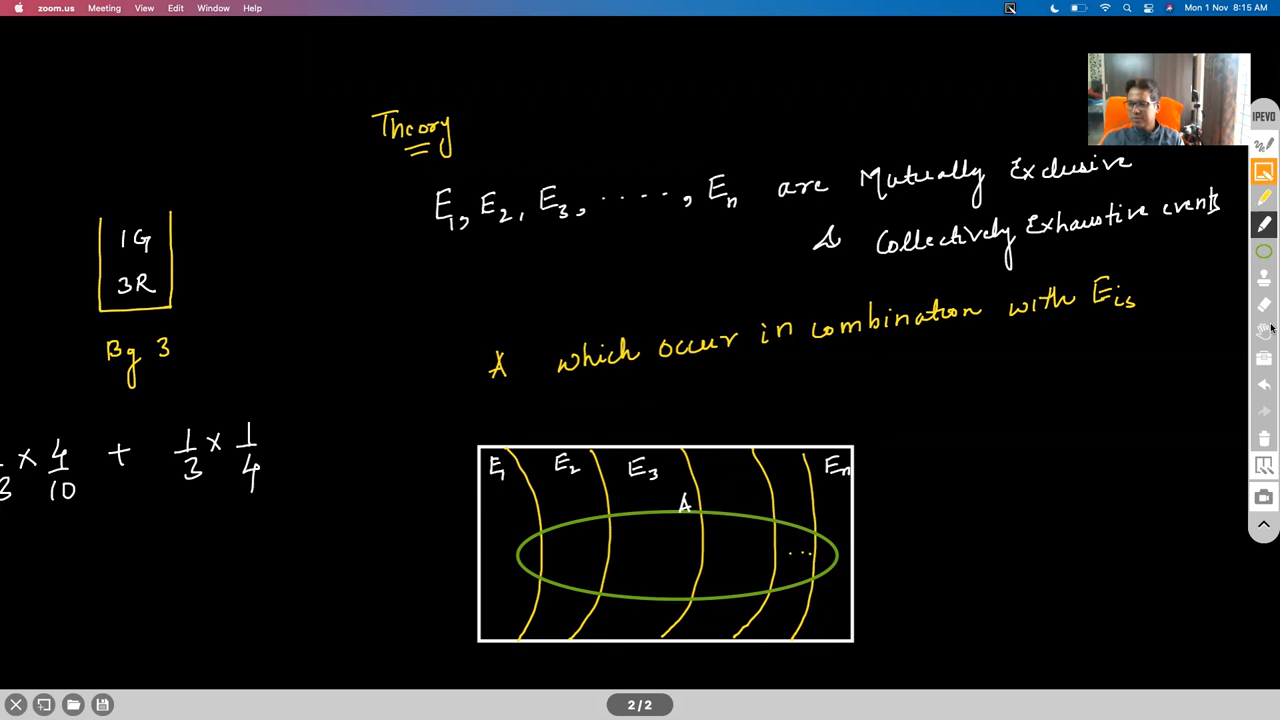 zoom.us Meeting View Edit Window Help Mon 1 Nov 8:15 AM
IPEVO
Theory
E1, E2, E3, ·····, En are Mutually Exclusive
& Collectively Exhaustive events
1G
3R
Bg 3
A which occur in combination with Eis
3 × 4/10 + 1/3 × 1/4
E1 E2 E3 En
A
...
2/2